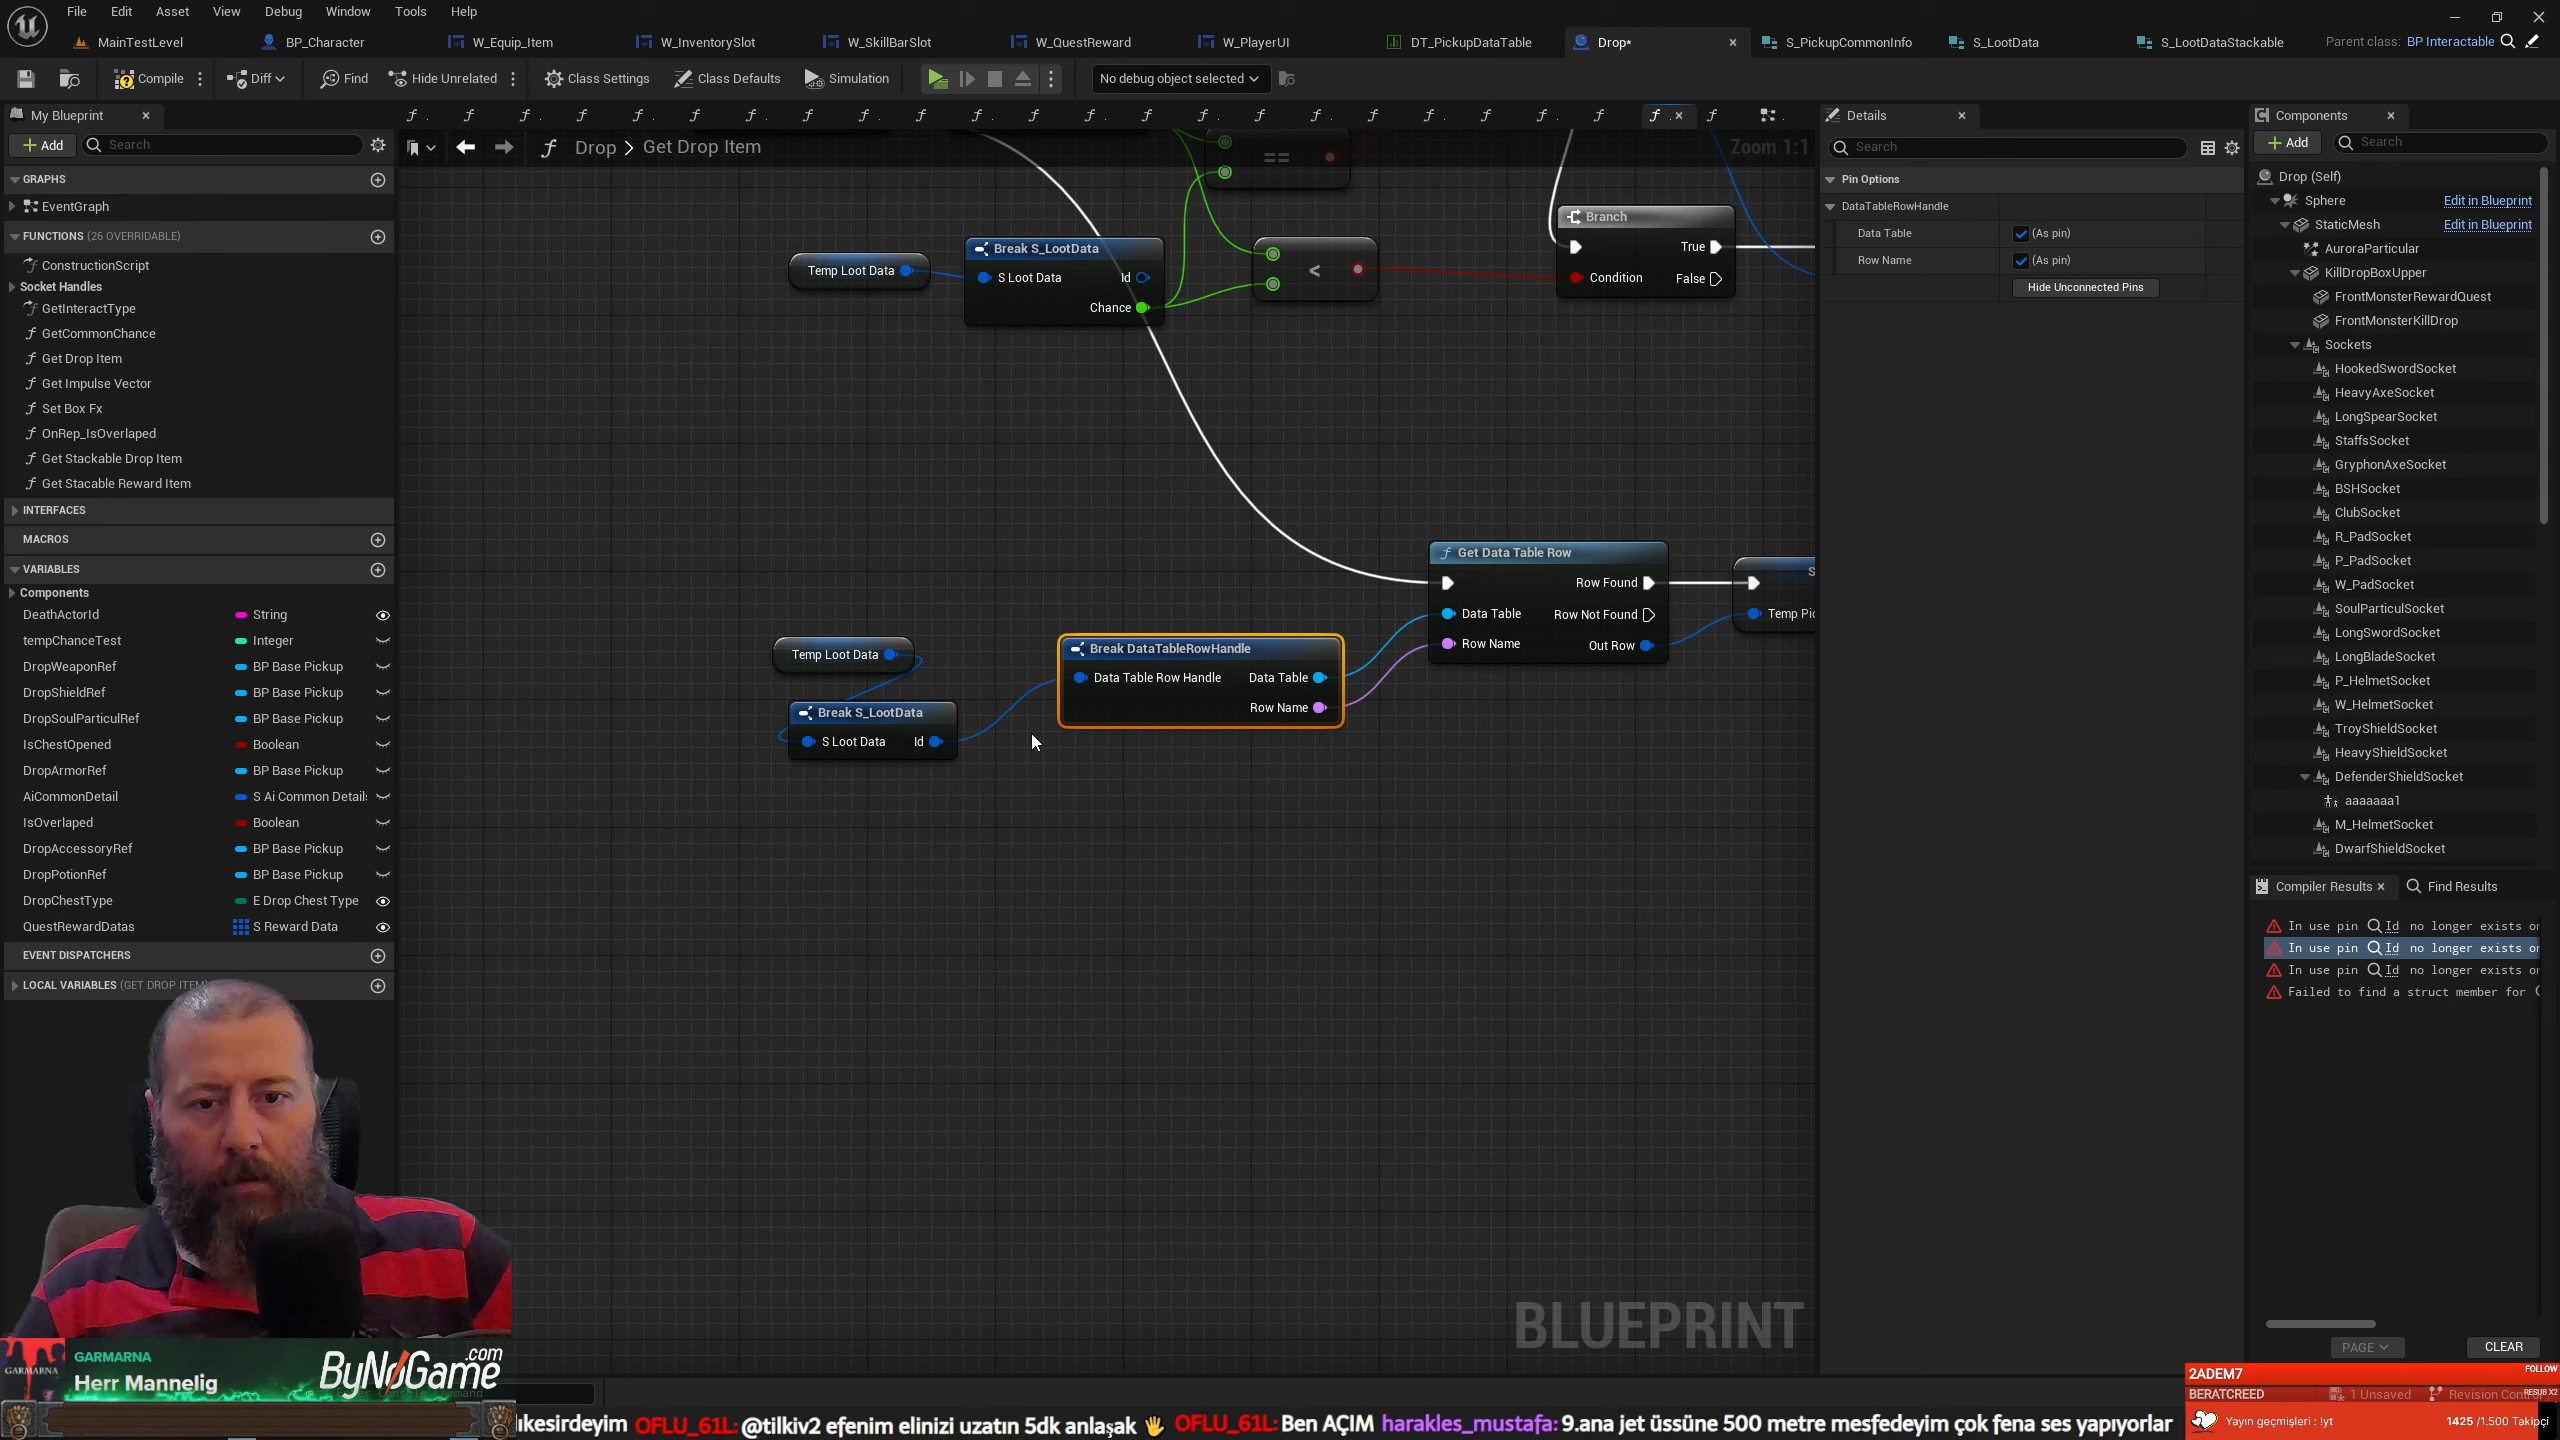 File Edit Asset View Debug Window Tools Help
MainTestLevel BP_Character W_Equip_Item W_InventorySlot W_SkillBarSlot W_QuestReward W_PlayerUI DT_PickupDataTable Drop* S_PickupCommonInfo S_LootData S_LootDataStackable Parent class: BP Interactable
Compile Diff Find Hide Unrelated Class Settings Class Defaults Simulation No debug object selected
My Blueprint
Add Search
GRAPHS
EventGraph
FUNCTIONS (26 OVERRIDABLE)
ConstructionScript
Socket Handles
GetInteractType
GetCommonChance
Get Drop Item
Get Impulse Vector
Set Box Fx
OnRep_IsOverlaped
Get Stackable Drop Item
Get Stacable Reward Item
INTERFACES
MACROS
VARIABLES
Components
DeathActorId String
tempChanceTest Integer
DropWeaponRef BP Base Pickup
DropShieldRef BP Base Pickup
DropSoulParticulRef BP Base Pickup
IsChestOpened Boolean
DropArmorRef BP Base Pickup
AiCommonDetail S Ai Common Details
IsOverlaped Boolean
DropAccessoryRef BP Base Pickup
DropPotionRef BP Base Pickup
DropChestType E Drop Chest Type
QuestRewardDatas S Reward Data
EVENT DISPATCHERS
LOCAL VARIABLES (GET DROP ITEM)
Drop > Get Drop Item
Zoom 1:1
==
Temp Loot Data
Break S_LootData
S Loot Data Id
Chance
<
Branch
True
Condition False
Get Data Table Row
Row Found
Data Table Row Not Found
Row Name Out Row
S
Temp Pic
Temp Loot Data
Break S_LootData
S Loot Data Id
Break DataTableRowHandle
Data Table Row Handle Data Table
Row Name
BLUEPRINT
Details
Search
Pin Options
DataTableRowHandle
Data Table (As pin)
Row Name (As pin)
Hide Unconnected Pins
Components
Add Search
Drop (Self)
Sphere Edit in Blueprint
StaticMesh Edit in Blueprint
AuroraParticular
KillDropBoxUpper
FrontMonsterRewardQuest
FrontMonsterKillDrop
Sockets
HookedSwordSocket
HeavyAxeSocket
LongSpearSocket
StaffsSocket
GryphonAxeSocket
BSHSocket
ClubSocket
R_PadSocket
P_PadSocket
W_PadSocket
SoulParticulSocket
LongSwordSocket
LongBladeSocket
P_HelmetSocket
W_HelmetSocket
TroyShieldSocket
HeavyShieldSocket
DefenderShieldSocket
aaaaaaa1
M_HelmetSocket
DwarfShieldSocket
Compiler Results Find Results
In use pin Id no longer exists on
In use pin Id no longer exists on
In use pin Id no longer exists on
Failed to find a struct member for
PAGE CLEAR
GARMARNA
GARMARNA
Herr Mannelig
ByNoGame.com
2ADEM7 FOLLOW
BERATCREED RESUB X2
1 Unsaved Revision Control
Yayın geçmişleri : !yt 1425 /1.500 Takipçi
ıkesirdeyim OFLU_61L: @tilkiv2 efenim elinizi uzatın 5dk anlaşak OFLU_61L: Ben AÇIM harakles_mustafa: 9.ana jet üssüne 500 metre mesfedeyim çok fena ses yapıyorlar